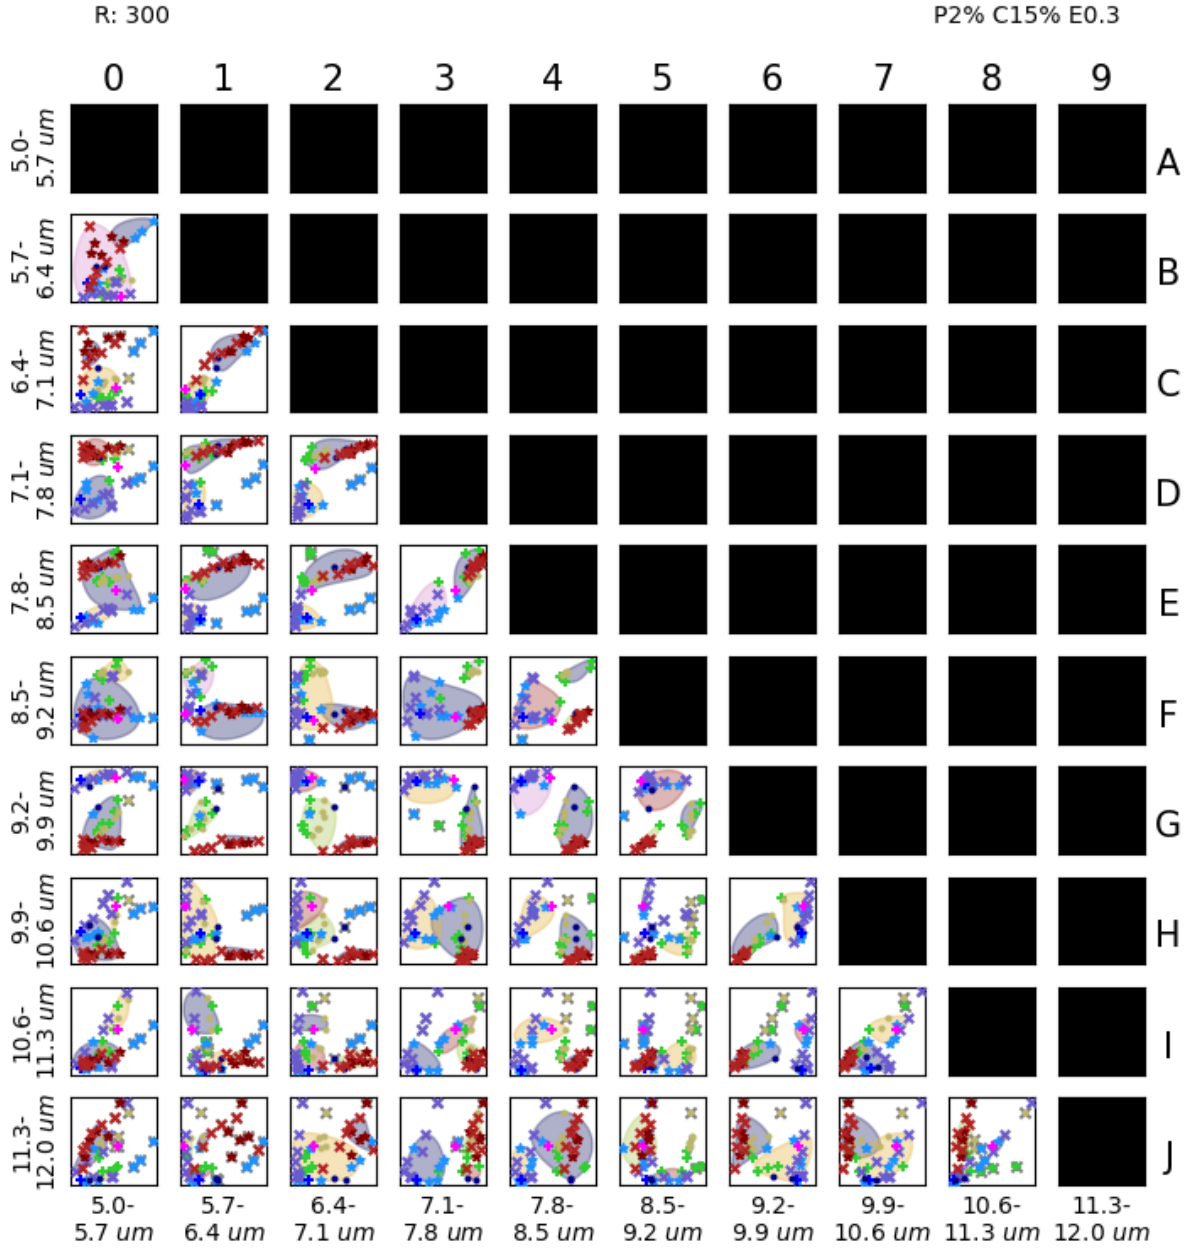 R: 300 P2% C15% E0.3
0 1 2 3 4 5 6 7 8 9
5.0-
5.7 um
A
5.7-
6.4 um
B
6.4-
7.1 um
C
7.1-
7.8 um
D
7.8-
8.5 um
E
8.5-
9.2 um
F
9.2-
9.9 um
G
9.9-
10.6 um
H
10.6-
11.3 um
I
11.3-
12.0 um
J
5.0- 5.7- 6.4- 7.1- 7.8- 8.5- 9.2- 9.9- 10.6- 11.3-
5.7 um 6.4 um 7.1 um 7.8 um 8.5 um 9.2 um 9.9 um 10.6 um 11.3 um 12.0 um